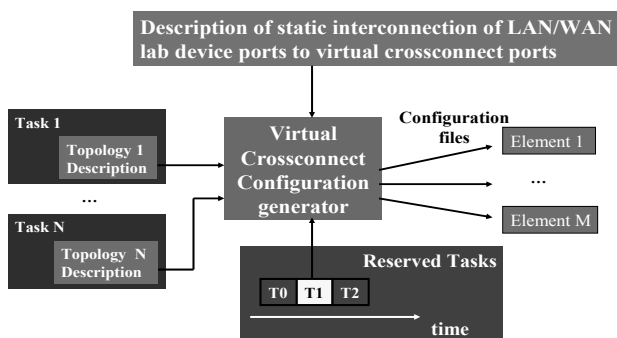 Description of static interconnection of LAN/WAN
lab device ports to virtual crossconnect ports
Task 1
Topology 1
Description
...
Task N
Topology N
Description
Virtual
Crossconnect
Configuration
generator
Configuration
files
Element 1
...
Element M
Reserved Tasks
T0 T1 T2
time